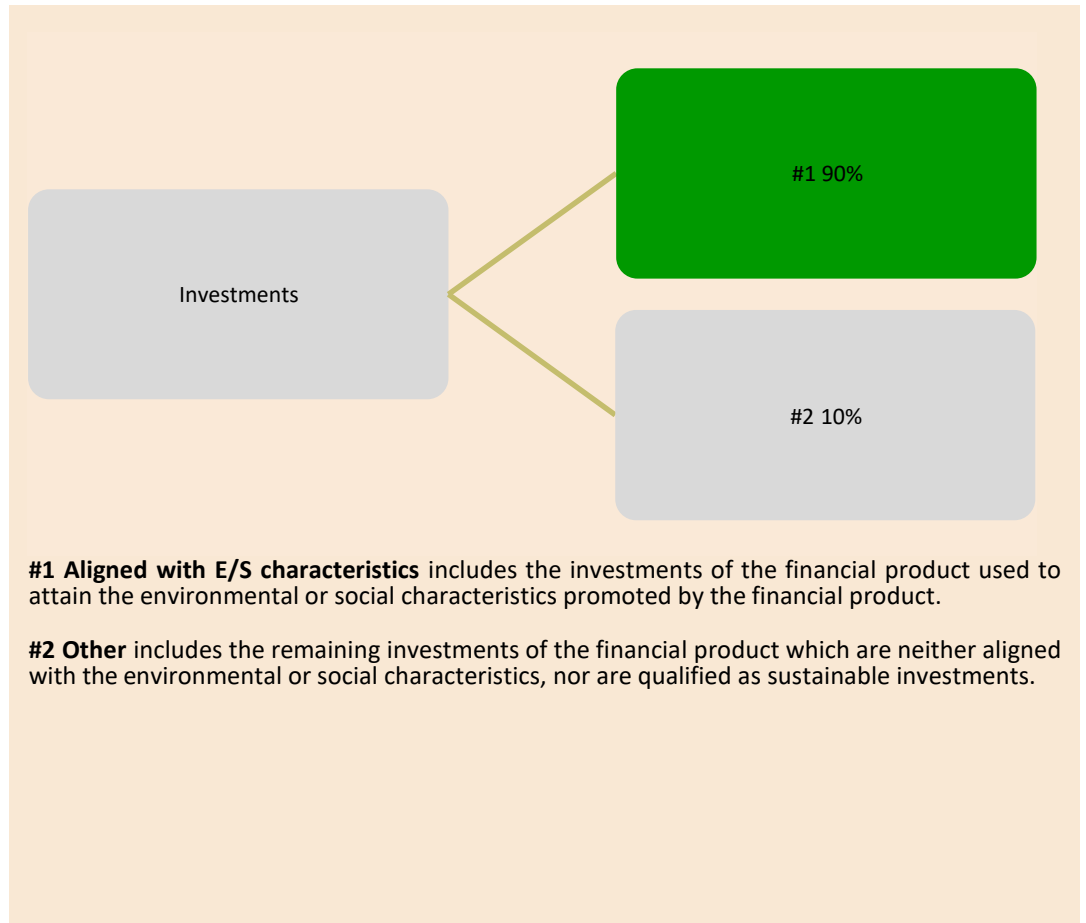 #1 90%
Investments
#2 10%
#1 Aligned with E/S characteristics includes the investments of the financial product used to
attain the environmental or social characteristics promoted by the financial product.
#2 Other includes the remaining investments of the financial product which are neither aligned
with the environmental or social characteristics, nor are qualified as sustainable investments.